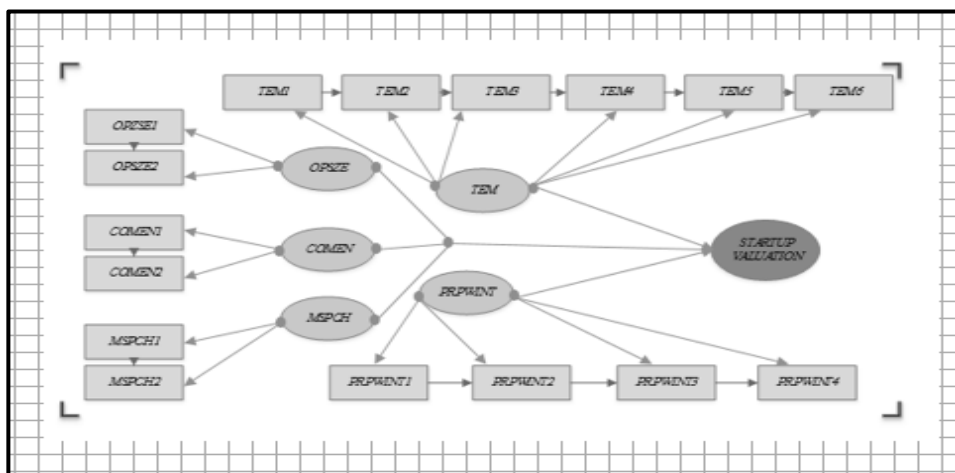 TEM1
TEM2
TEM3
TEM4
TEM5
TEM6
OPZSE1
OPSZE2
OPSZE
TEM
COMEN1
COMEN2
COMEN
STARTUP
VALUATION
MSPCH
PRPWINT
MSPCH1
MSPCH2
PRPWINT1
PRPWINT2
PRPWINT3
PRPWINT4